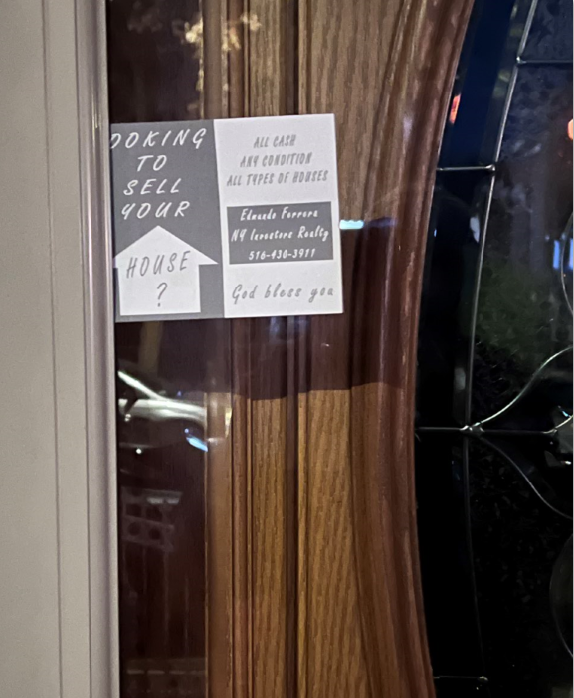 OOKING
TO
SELL
YOUR
HOUSE
?
ALL CASH
ANY CONDITION
ALL TYPES OF HOUSES
Edmundo Ferrera
NY Investors Realty
516-430-3911
God bless you